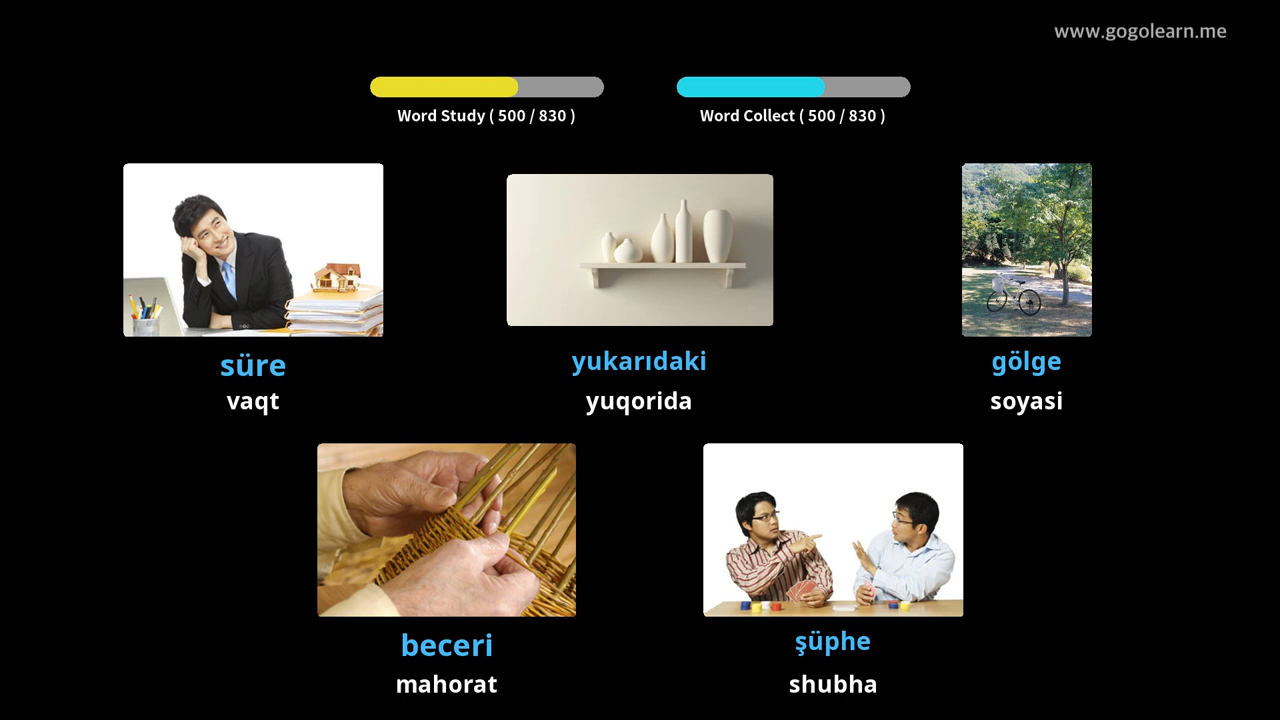 www.gogolearn.me
Word Study ( 500 / 830 )
Word Collect ( 500 / 830 )
süre
vaqt
yukarıdaki
yuqorida
gölge
soyasi
beceri
mahorat
şüphe
shubha